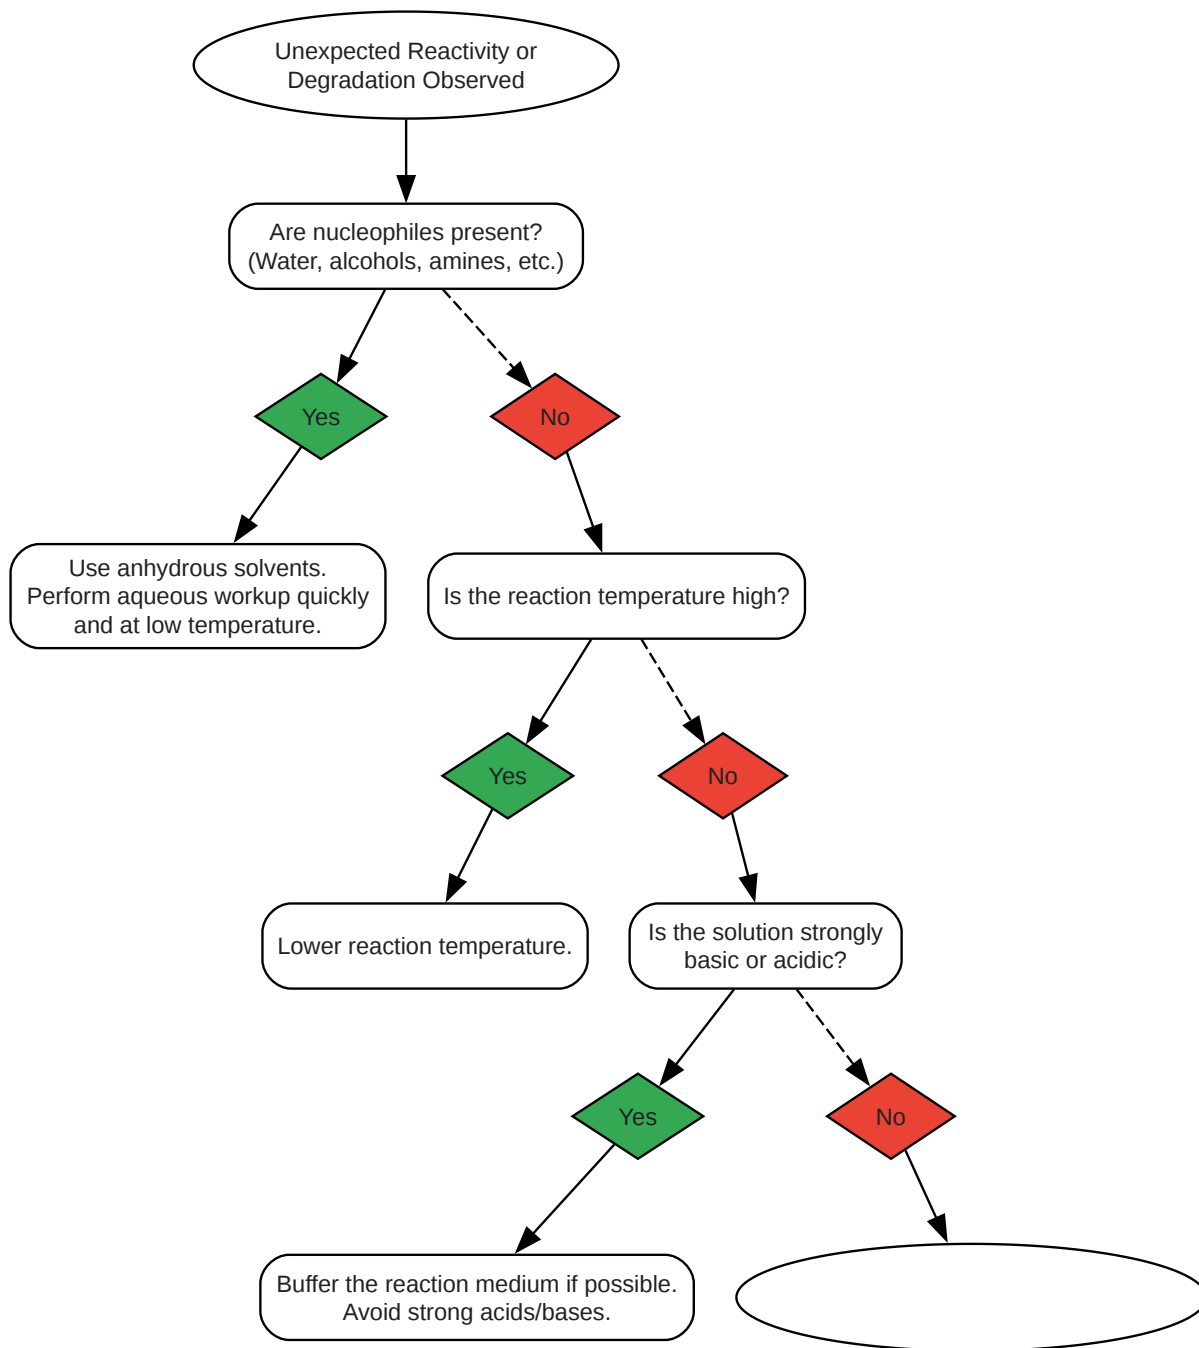 Unexpected Reactivity or
Degradation Observed
Are nucleophiles present?
(Water, alcohols, amines, etc.)
Yes
No
Use anhydrous solvents.
Perform aqueous workup quickly
and at low temperature.
Is the reaction temperature high?
Yes
No
Lower reaction temperature.
Is the solution strongly
basic or acidic?
Yes
No
Buffer the reaction medium if possible.
Avoid strong acids/bases.